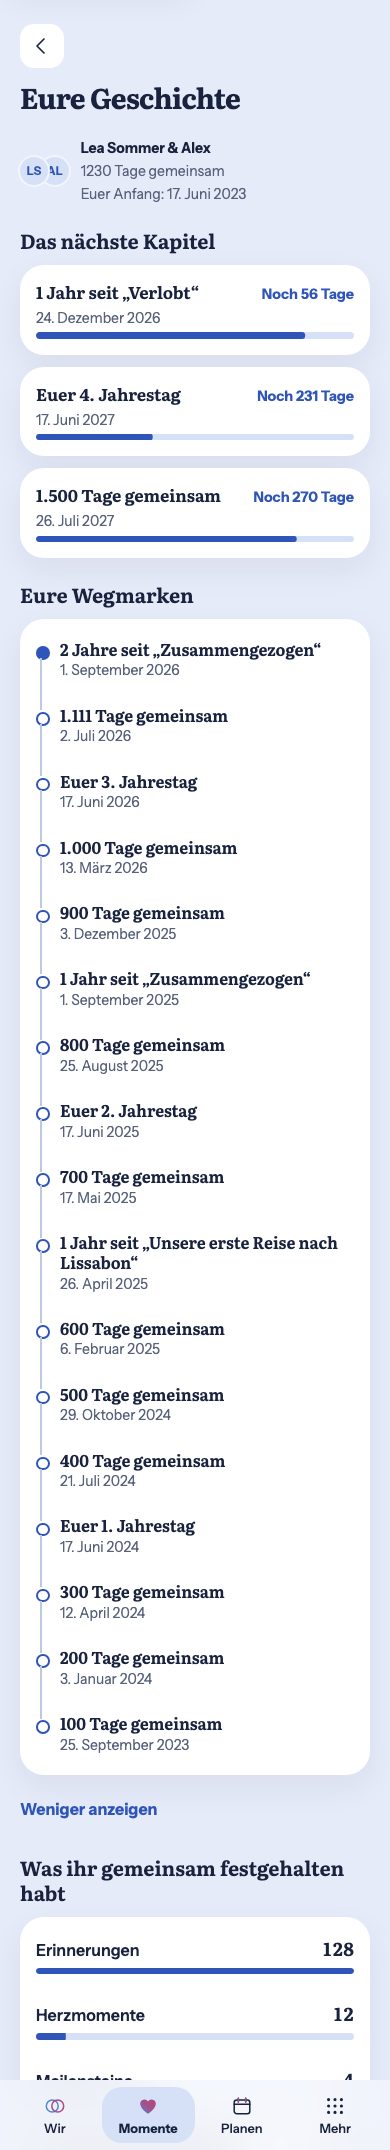 Eure Geschichte
Lea Sommer & Alex
LS AL
1230 Tage gemeinsam
Euer Anfang: 17. Juni 2023
Das nächste Kapitel
1 Jahr seit „Verlobt“
Noch 56 Tage
24. Dezember 2026
Euer 4. Jahrestag
Noch 231 Tage
17. Juni 2027
1.500 Tage gemeinsam
Noch 270 Tage
26. Juli 2027
Eure Wegmarken
2 Jahre seit „Zusammengezogen“
1. September 2026
1.111 Tage gemeinsam
2. Juli 2026
Euer 3. Jahrestag
17. Juni 2026
1.000 Tage gemeinsam
13. März 2026
900 Tage gemeinsam
3. Dezember 2025
1 Jahr seit „Zusammengezogen“
1. September 2025
800 Tage gemeinsam
25. August 2025
Euer 2. Jahrestag
17. Juni 2025
700 Tage gemeinsam
17. Mai 2025
1 Jahr seit „Unsere erste Reise nach
Lissabon“
26. April 2025
600 Tage gemeinsam
6. Februar 2025
500 Tage gemeinsam
29. Oktober 2024
400 Tage gemeinsam
21. Juli 2024
Euer 1. Jahrestag
17. Juni 2024
300 Tage gemeinsam
12. April 2024
200 Tage gemeinsam
3. Januar 2024
100 Tage gemeinsam
25. September 2023
Weniger anzeigen
Was ihr gemeinsam festgehalten
habt
Erinnerungen 128
Herzmomente 12
Meilensteine 4
Wir
Momente
Planen
Mehr